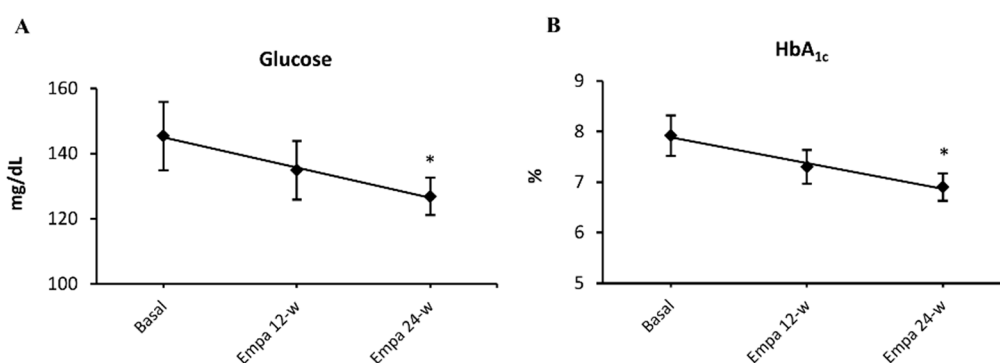 A
Glucose
mg/dL
160
140
120
100
*
Basal
Empa 12-w
Empa 24-w
B
HbA1c
%
9
8
7
6
5
*
Basal
Empa 12-w
Empa 24-w